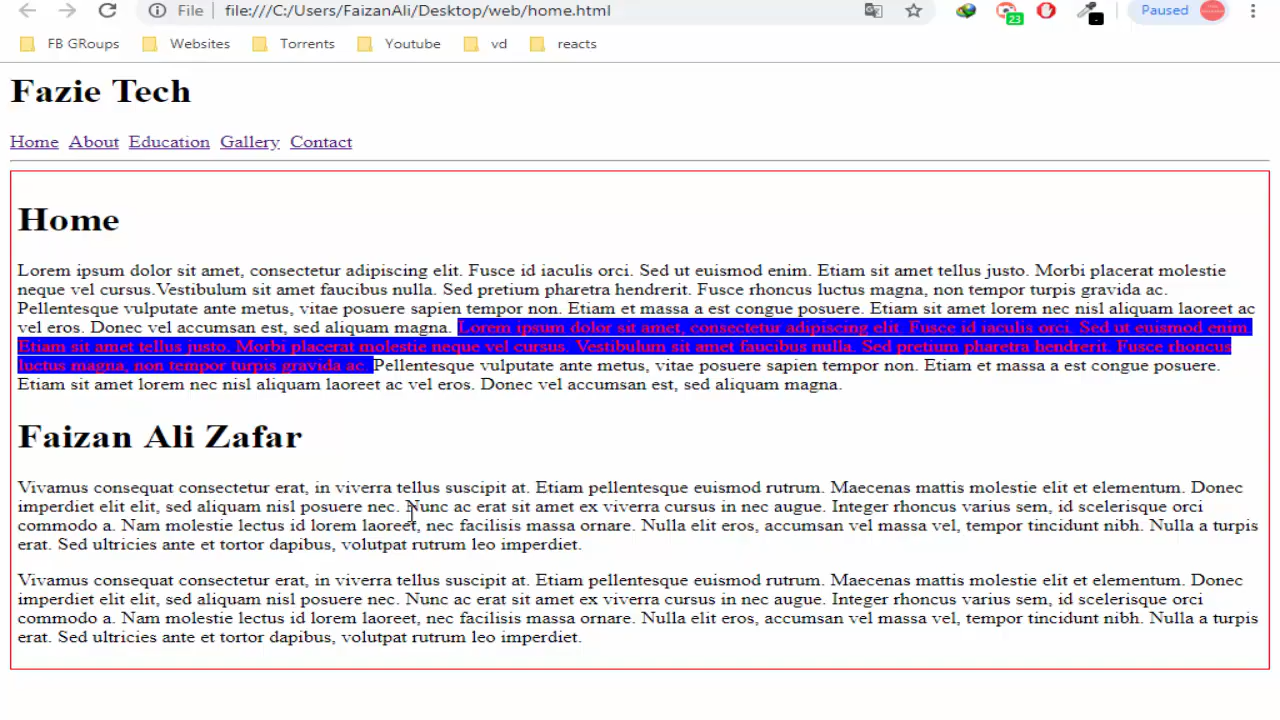 File file:///C:/Users/FaizanAli/Desktop/web/home.html 23 Paused
FB GRoups Websites Torrents Youtube vd reacts
Fazie Tech
Home About Education Gallery Contact
Home
Lorem ipsum dolor sit amet, consectetur adipiscing elit. Fusce id iaculis orci. Sed ut euismod enim. Etiam sit amet tellus justo. Morbi placerat molestie
neque vel cursus.Vestibulum sit amet faucibus nulla. Sed pretium pharetra hendrerit. Fusce rhoncus luctus magna, non tempor turpis gravida ac.
Pellentesque vulputate ante metus, vitae posuere sapien tempor non. Etiam et massa a est congue posuere. Etiam sit amet lorem nec nisl aliquam laoreet ac
vel eros. Donec vel accumsan est, sed aliquam magna. Lorem ipsum dolor sit amet, consectetur adipiscing elit. Fusce id iaculis orci. Sed ut euismod enim.
Etiam sit amet tellus justo. Morbi placerat molestie neque vel cursus. Vestibulum sit amet faucibus nulla. Sed pretium pharetra hendrerit. Fusce rhoncus
luctus magna, non tempor turpis gravida ac. Pellentesque vulputate ante metus, vitae posuere sapien tempor non. Etiam et massa a est congue posuere.
Etiam sit amet lorem nec nisl aliquam laoreet ac vel eros. Donec vel accumsan est, sed aliquam magna.
Faizan Ali Zafar
Vivamus consequat consectetur erat, in viverra tellus suscipit at. Etiam pellentesque euismod rutrum. Maecenas mattis molestie elit et elementum. Donec
imperdiet elit elit, sed aliquam nisl posuere nec. Nunc ac erat sit amet ex viverra cursus in nec augue. Integer rhoncus varius sem, id scelerisque orci
commodo a. Nam molestie lectus id lorem laoreet, nec facilisis massa ornare. Nulla elit eros, accumsan vel massa vel, tempor tincidunt nibh. Nulla a turpis
erat. Sed ultricies ante et tortor dapibus, volutpat rutrum leo imperdiet.
Vivamus consequat consectetur erat, in viverra tellus suscipit at. Etiam pellentesque euismod rutrum. Maecenas mattis molestie elit et elementum. Donec
imperdiet elit elit, sed aliquam nisl posuere nec. Nunc ac erat sit amet ex viverra cursus in nec augue. Integer rhoncus varius sem, id scelerisque orci
commodo a. Nam molestie lectus id lorem laoreet, nec facilisis massa ornare. Nulla elit eros, accumsan vel massa vel, tempor tincidunt nibh. Nulla a turpis
erat. Sed ultricies ante et tortor dapibus, volutpat rutrum leo imperdiet.